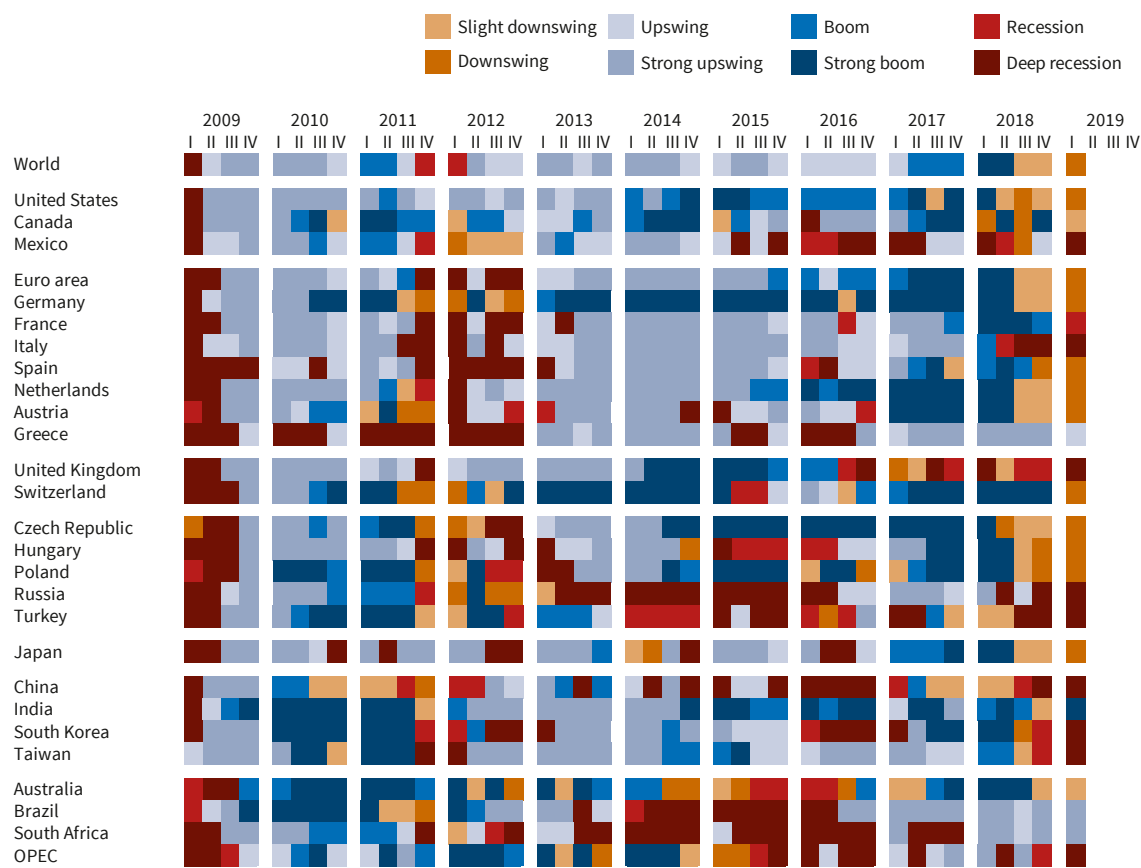 Slight downswing Upswing Boom Recession
Downswing Strong upswing Strong boom Deep recession
2009 2010 2011 2012 2013 2014 2015 2016 2017 2018 2019
I II III IV I II III IV I II III IV I II III IV I II III IV I II III IV I II III IV I II III IV I II III IV I II III IV I II III IV
World
United States
Canada
Mexico
Euro area
Germany
France
Italy
Spain
Netherlands
Austria
Greece
United Kingdom
Switzerland
Czech Republic
Hungary
Poland
Russia
Turkey
Japan
China
India
South Korea
Taiwan
Australia
Brazil
South Africa
OPEC